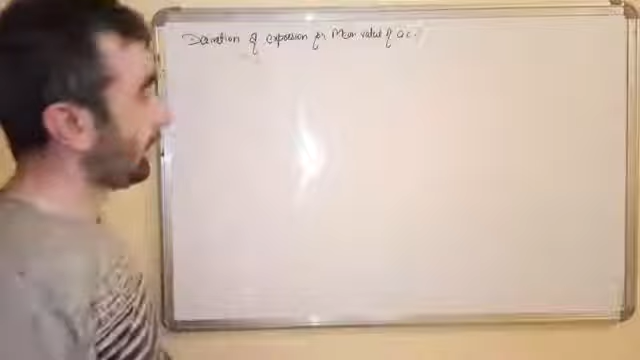 Derivation of expression for Mean value of a.c.